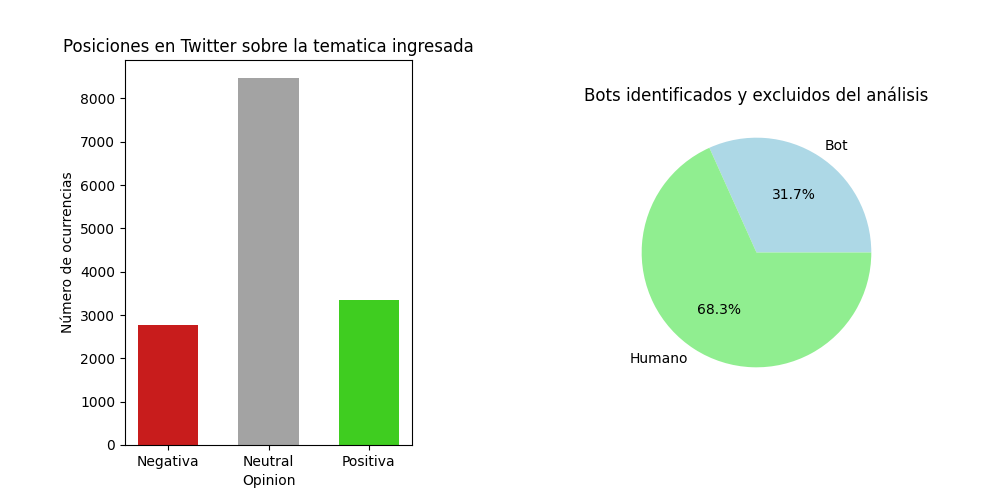 Posiciones en Twitter sobre la tematica ingresada
Número de ocurrencias
8000
7000
6000
5000
4000
3000
2000
1000
0
Negativa
Neutral
Positiva
Opinion
Bots identificados y excluidos del análisis
Bot
31.7%
68.3%
Humano